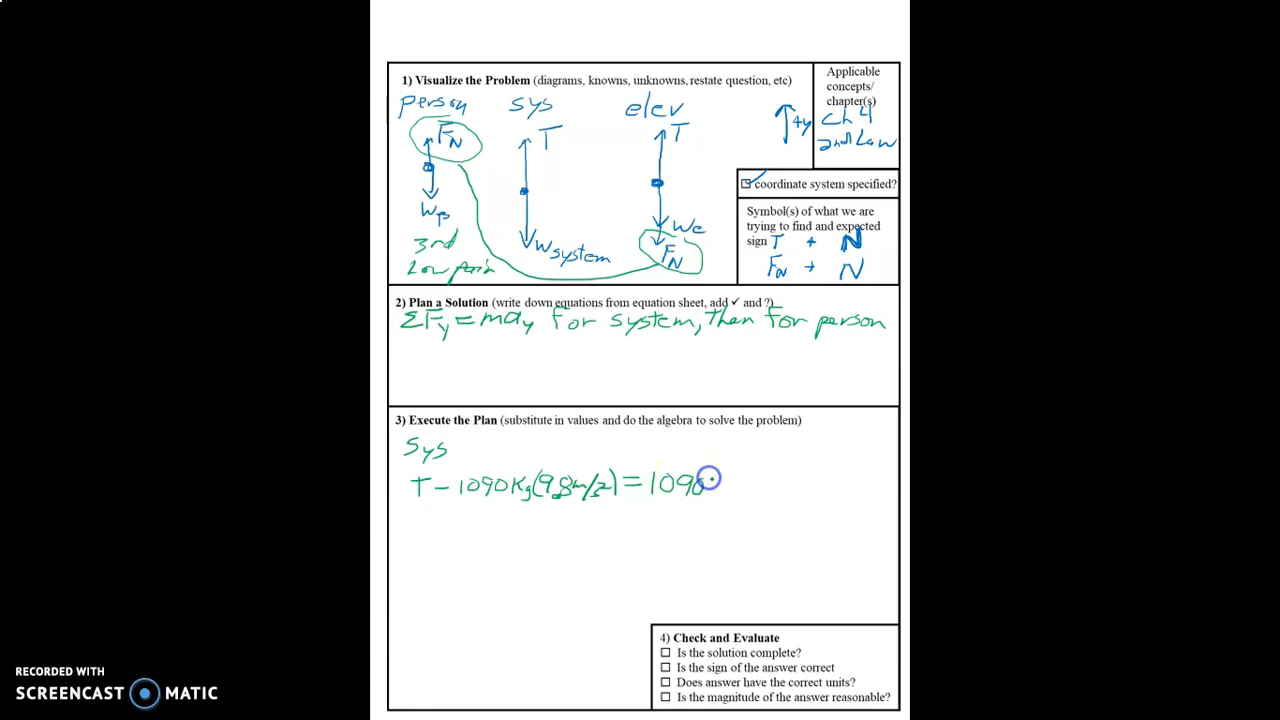 1) Visualize the Problem (diagrams, knowns, unknowns, restate question, etc)
Applicable
concepts/
chapter(s)
Ch 4
2nd Law
person
sys
elev
+y
FN
T
T
Wp
Wsystem
We
FN
3rd
Law pair
coordinate system specified?
Symbol(s) of what we are
trying to find and expected
sign T + N
FN + N
2) Plan a Solution (write down equations from equation sheet, add ✓ and ?)
ΣFy = may for system, then for person
3) Execute the Plan (substitute in values and do the algebra to solve the problem)
Sys
T - 1090 Kg (9.8 m/s²) = 1090
4) Check and Evaluate
☐ Is the solution complete?
☐ Is the sign of the answer correct
☐ Does answer have the correct units?
☐ Is the magnitude of the answer reasonable?
RECORDED WITH
SCREENCAST MATIC